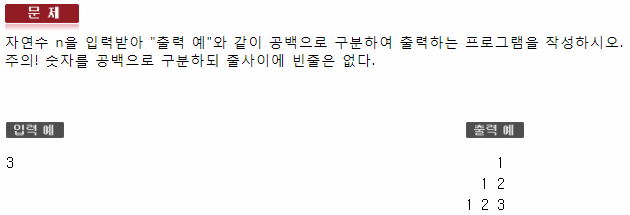 문 제
자연수 n을 입력받아 "출력 예"와 같이 공백으로 구분하여 출력하는 프로그램을 작성하시오.
주의! 숫자를 공백으로 구분하되 줄사이에 빈줄은 없다.
입력 예
3
출력 예
1
1 2
1 2 3